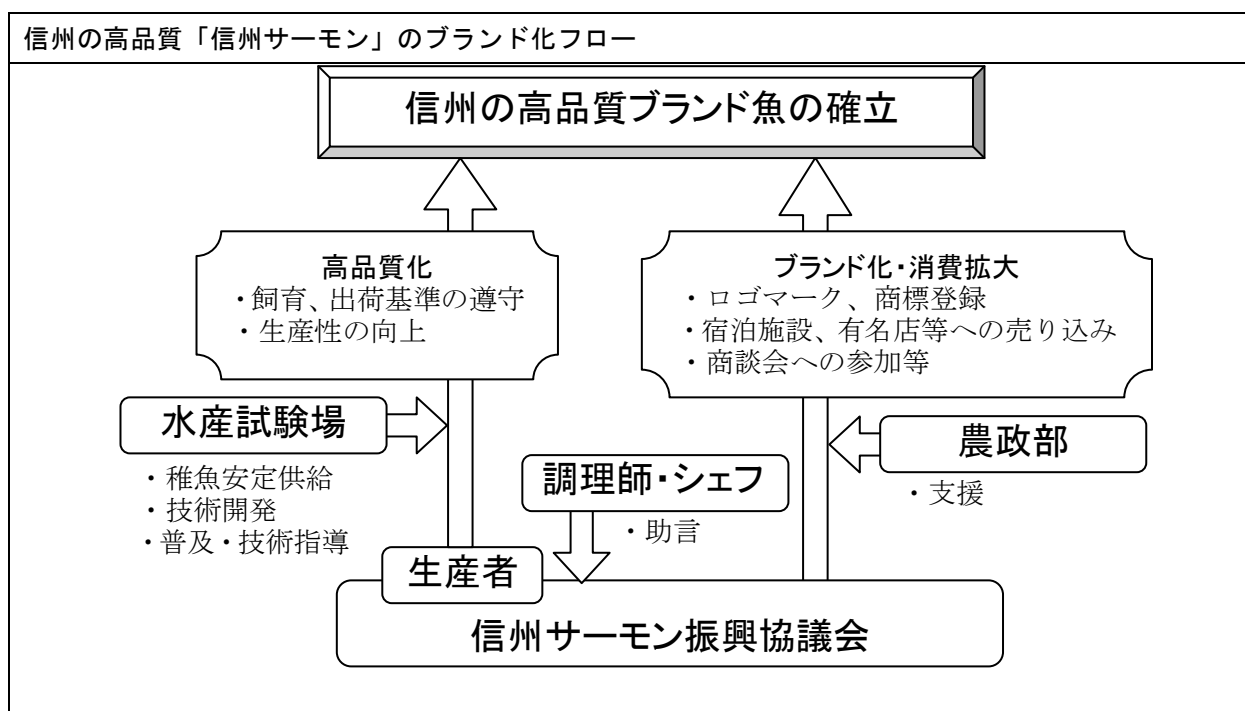 信州の高品質「信州サーモン」のブランド化フロー
信州の高品質ブランド魚の確立
高品質化
・飼育、出荷基準の遵守
・生産性の向上
ブランド化・消費拡大
・ロゴマーク、商標登録
・宿泊施設、有名店等への売り込み
・商談会への参加等
水産試験場
・稚魚安定供給
・技術開発
・普及・技術指導
調理師・シェフ
・助言
農政部
・支援
生産者
信州サーモン振興協議会